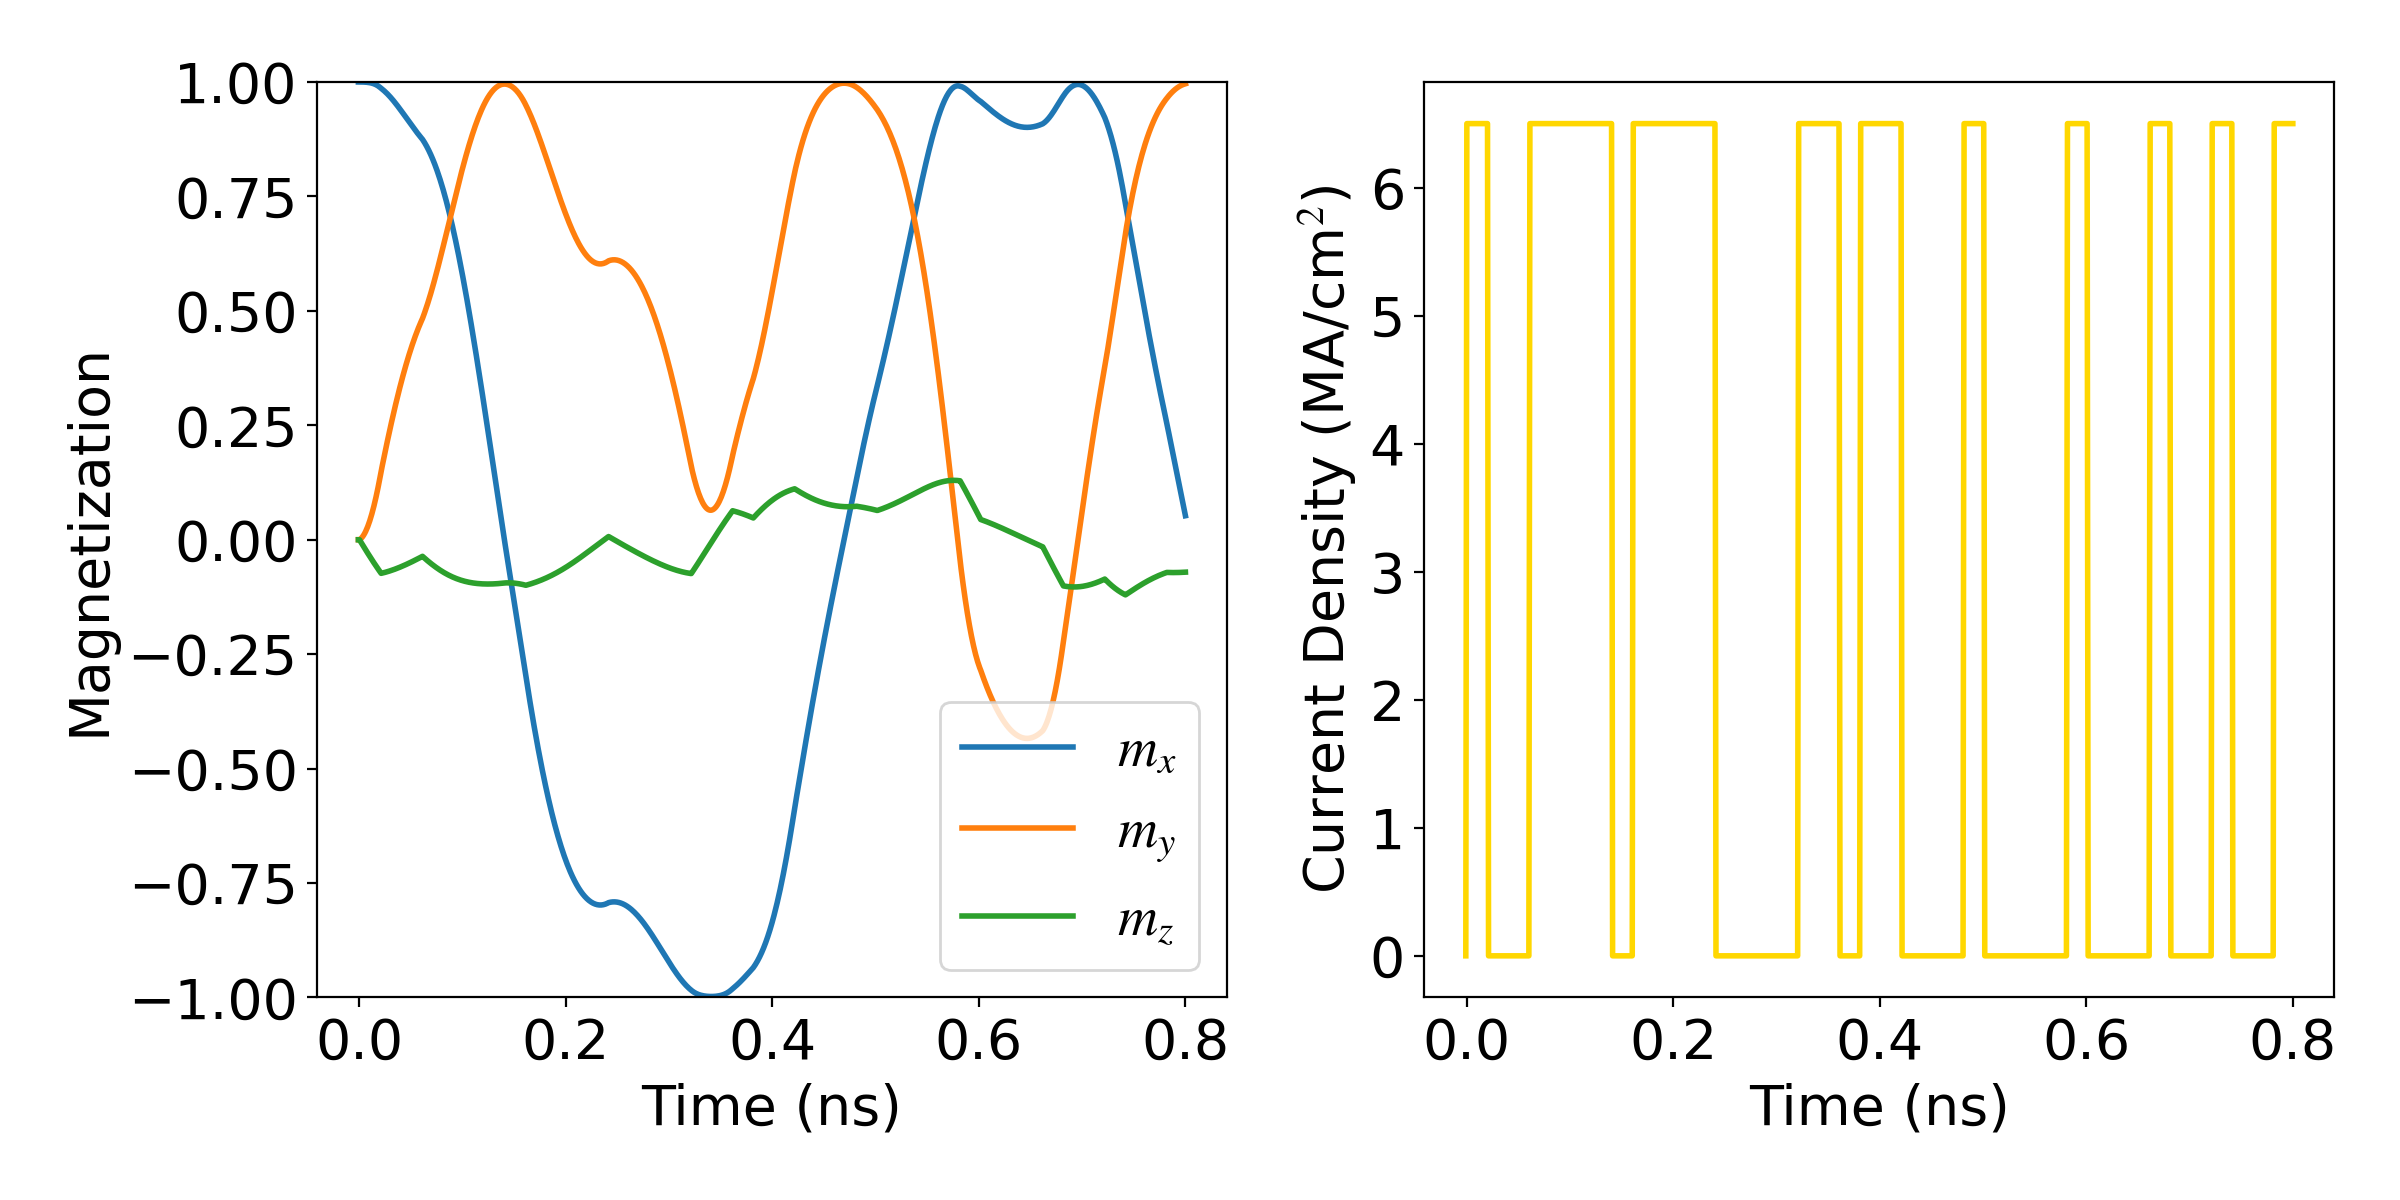 1.00
0.75
0.50
0.25
0.00
−0.25
−0.50
−0.75
−1.00
Magnetization
0.0 0.2 0.4 0.6 0.8
Time (ns)
m_x
m_y
m_z
6
5
4
3
2
1
0
Current Density (MA/cm²)
0.0 0.2 0.4 0.6 0.8
Time (ns)